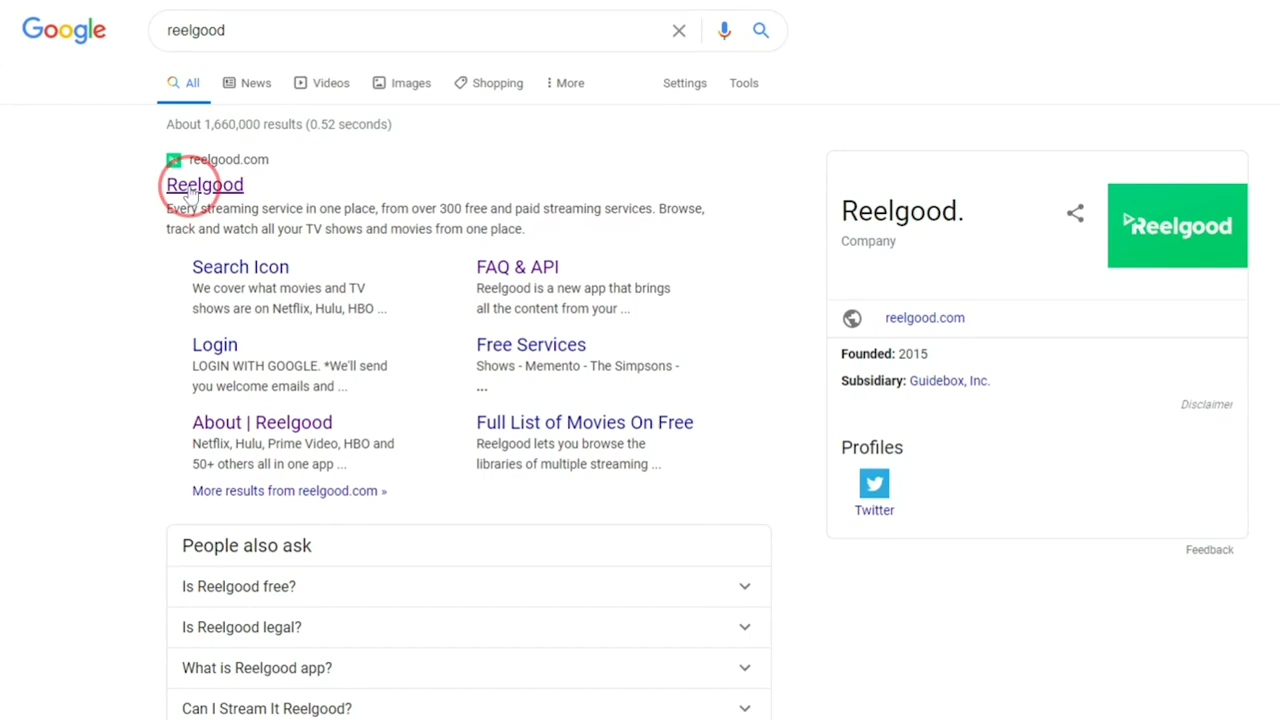 Google
reelgood
All News Videos Images Shopping More Settings Tools
About 1,660,000 results (0.52 seconds)
reelgood.com
Reelgood
Every streaming service in one place, from over 300 free and paid streaming services. Browse,
track and watch all your TV shows and movies from one place.
Search Icon
We cover what movies and TV
shows are on Netflix, Hulu, HBO ...
FAQ & API
Reelgood is a new app that brings
all the content from your ...
Login
LOGIN WITH GOOGLE. *We'll send
you welcome emails and ...
Free Services
Shows - Memento - The Simpsons -
...
About | Reelgood
Netflix, Hulu, Prime Video, HBO and
50+ others all in one app ...
Full List of Movies On Free
Reelgood lets you browse the
libraries of multiple streaming ...
More results from reelgood.com »
People also ask
Is Reelgood free?
Is Reelgood legal?
What is Reelgood app?
Can I Stream It Reelgood?
Reelgood.
Company
Reelgood
reelgood.com
Founded: 2015
Subsidiary: Guidebox, Inc.
Disclaimer
Profiles
Twitter
Feedback